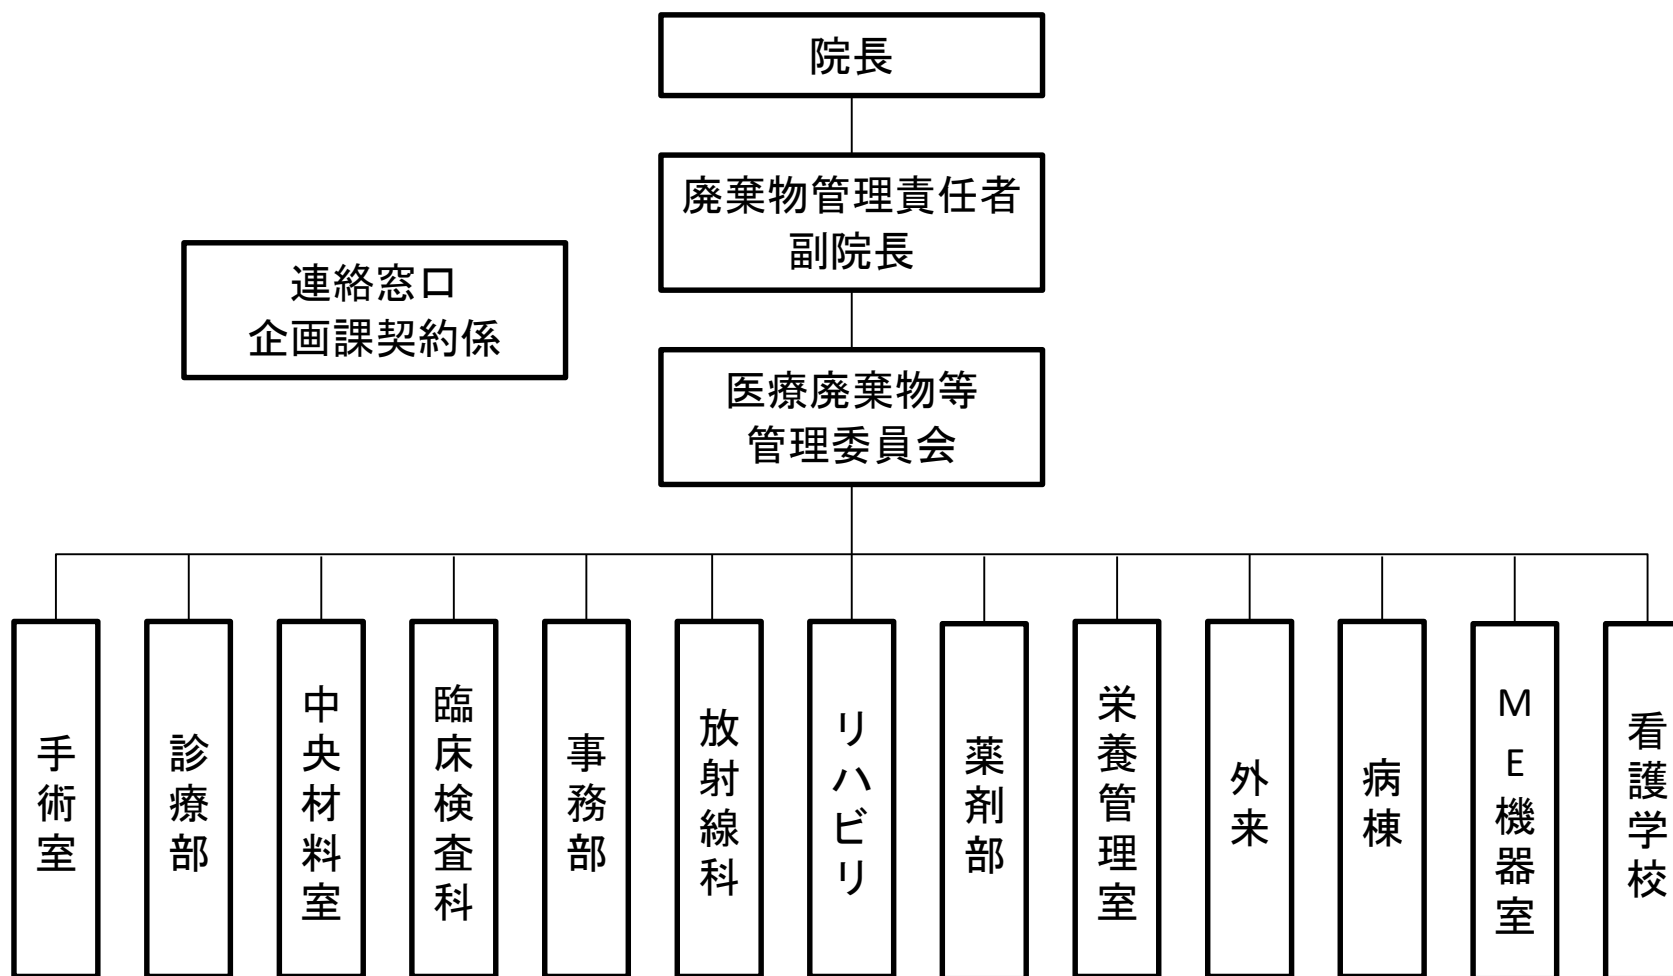 院長
廃棄物管理責任者
副院長
連絡窓口
企画課契約係
医療廃棄物等
管理委員会
手術室
診療部
中央材料室
臨床検査科
事務部
放射線科
リハビリ
薬剤部
栄養管理室
外来
病棟
ME機器室
看護学校